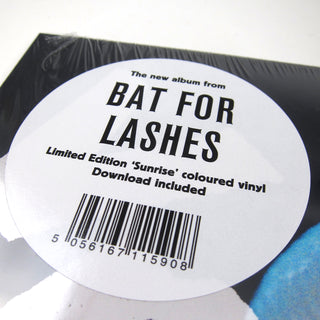 The new album from
BAT FOR
LASHES
Limited Edition 'Sunrise' coloured vinyl
Download included
5 056167 115908